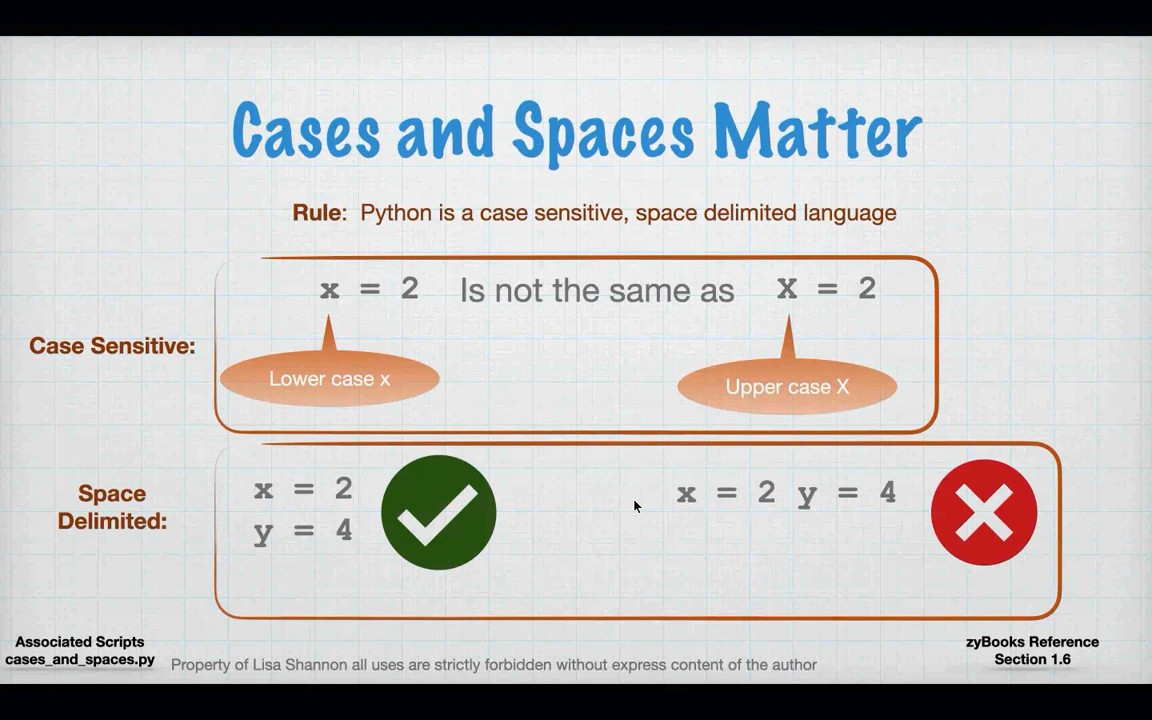 Cases and Spaces Matter
Rule: Python is a case sensitive, space delimited language
x = 2 Is not the same as X = 2
Case Sensitive:
Lower case x
Upper case X
Space
Delimited:
x = 2
y = 4
x = 2 y = 4
Associated Scripts
cases_and_spaces.py
Property of Lisa Shannon all uses are strictly forbidden without express content of the author
zyBooks Reference
Section 1.6